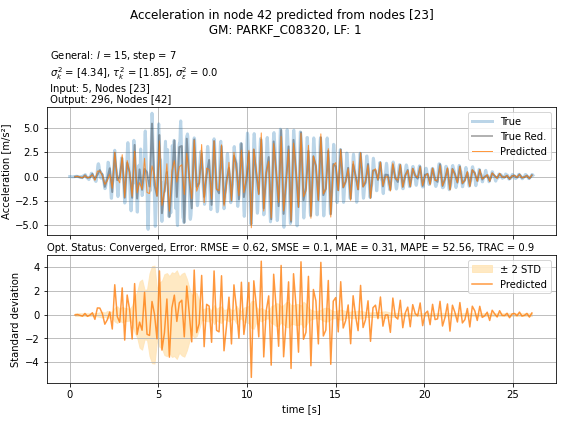 Acceleration in node 42 predicted from nodes [23]
GM: PARKF_C08320, LF: 1
General: l = 15, step = 7
σ²ₖ = [4.34], τ²ₖ = [1.85], σ²ε = 0.0
Input: 5, Nodes [23]
Output: 296, Nodes [42]
Acceleration [m/s²]
5.0
2.5
0.0
−2.5
−5.0
True
True Red.
Predicted
Opt. Status: Converged, Error: RMSE = 0.62, SMSE = 0.1, MAE = 0.31, MAPE = 52.56, TRAC = 0.9
Standard deviation
4
2
0
−2
−4
± 2 STD
Predicted
0 5 10 15 20 25
time [s]